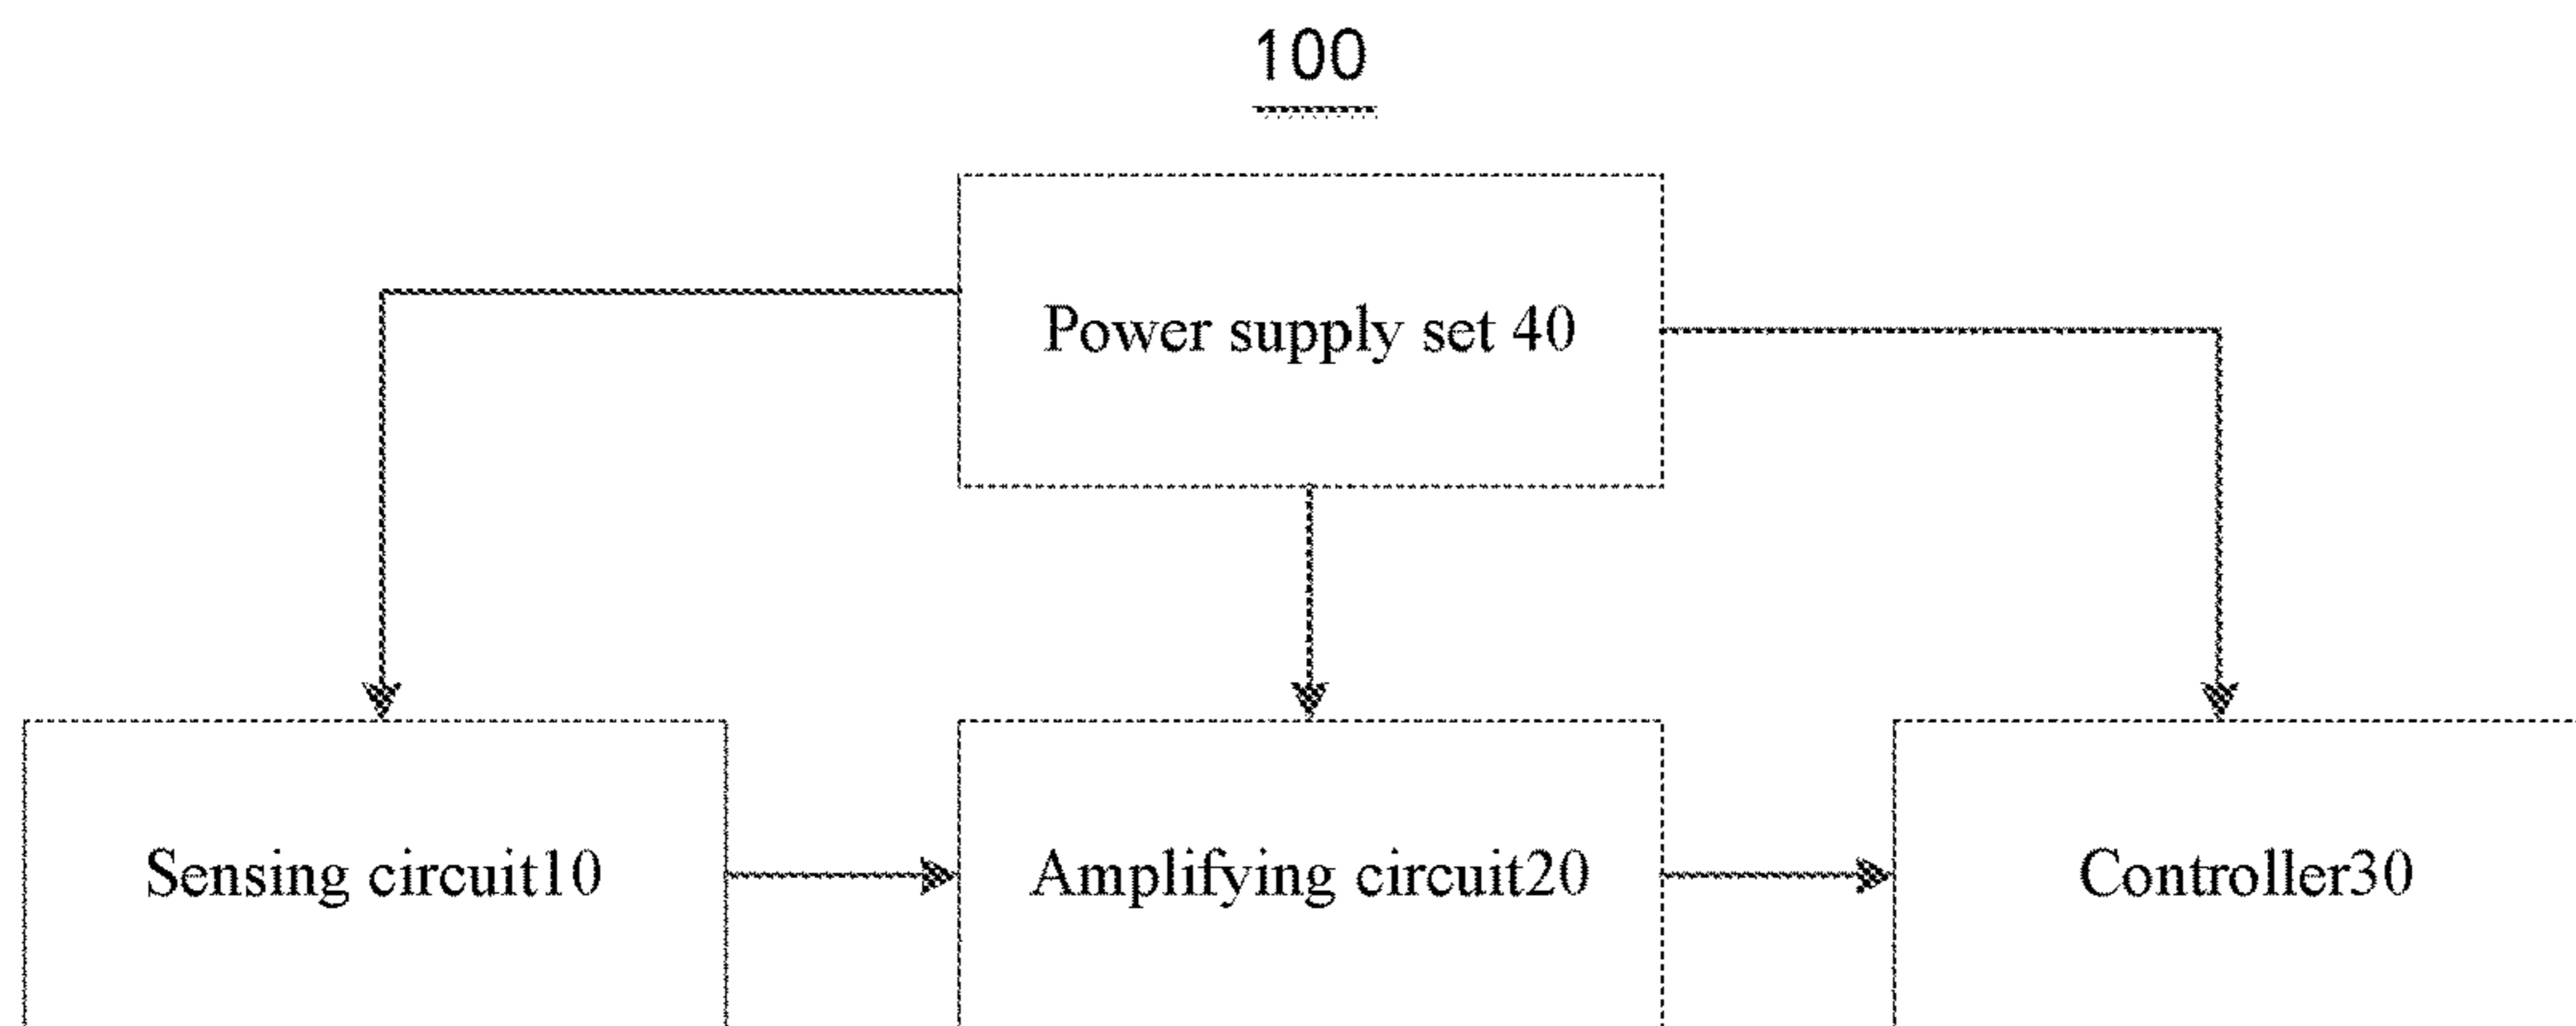 100
Power supply set 40
Sensing circuit10
Amplifying circuit20
Controller30